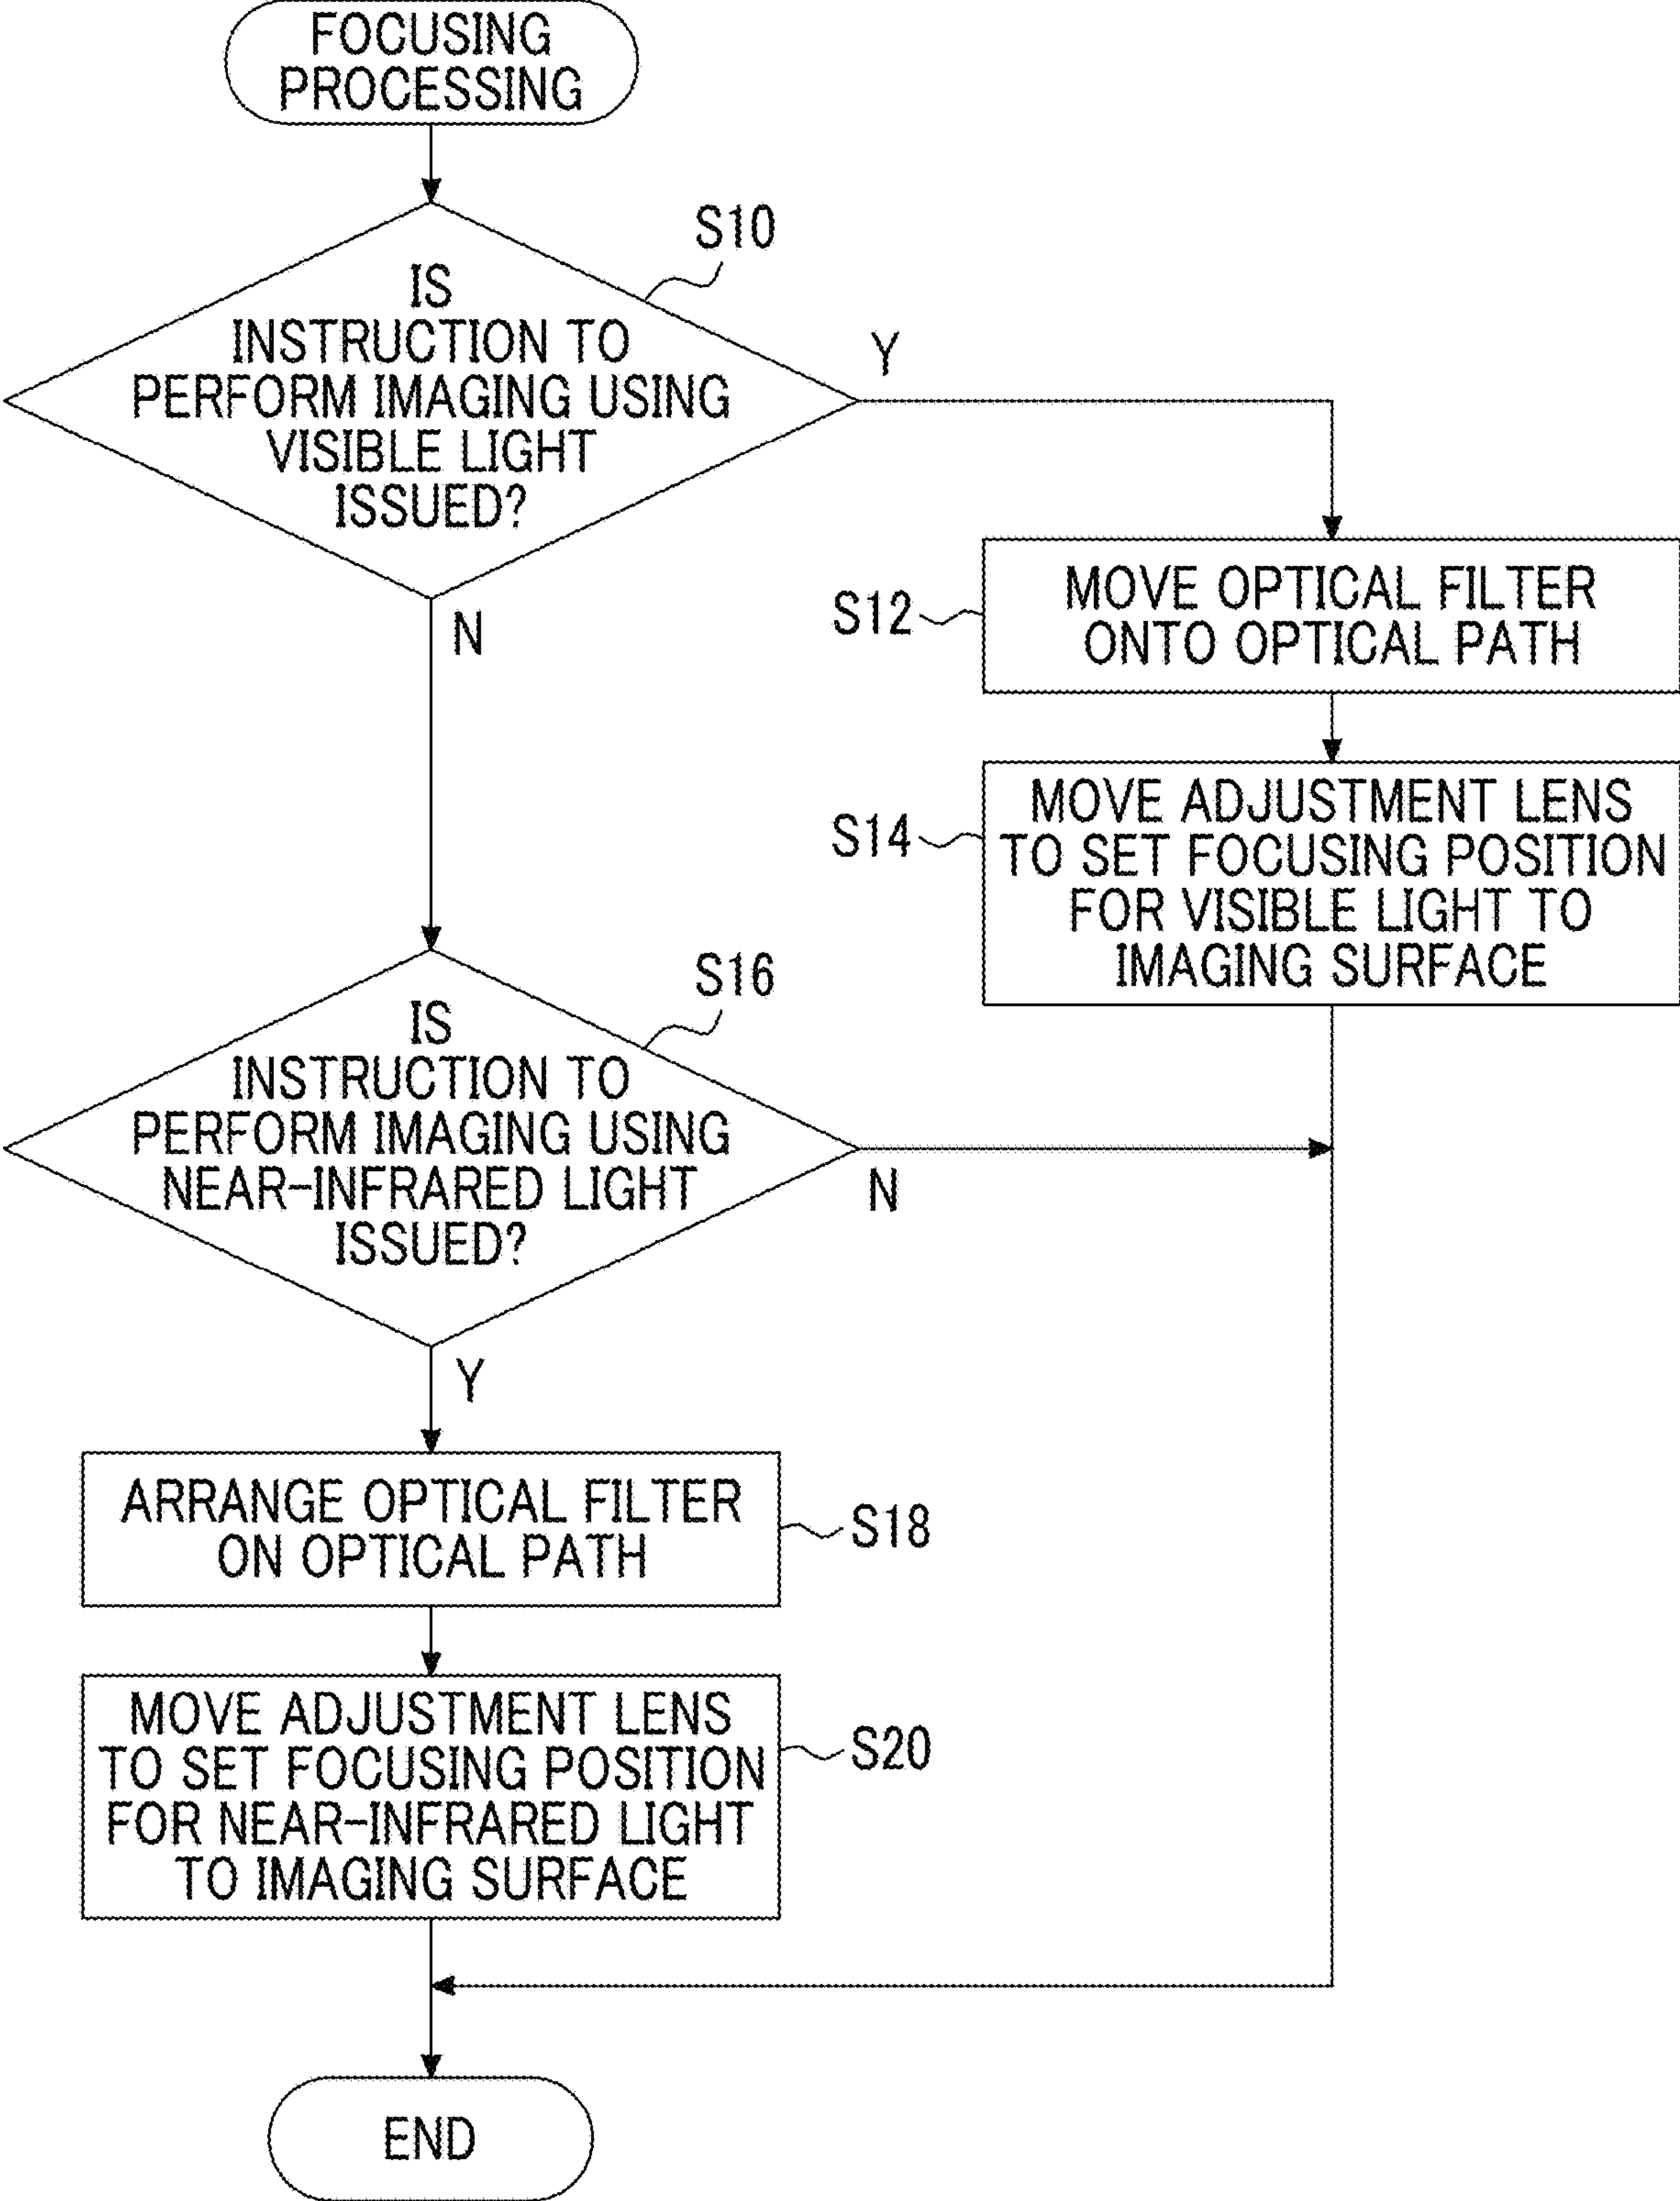 FOCUSING
PROCESSING
S10
IS
INSTRUCTION TO
PERFORM IMAGING USING
VISIBLE LIGHT
ISSUED?
Y
N
S12
MOVE OPTICAL FILTER
ONTO OPTICAL PATH
S14
MOVE ADJUSTMENT LENS
TO SET FOCUSING POSITION
FOR VISIBLE LIGHT TO
IMAGING SURFACE
S16
IS
INSTRUCTION TO
PERFORM IMAGING USING
NEAR-INFRARED LIGHT
ISSUED?
N
Y
ARRANGE OPTICAL FILTER
ON OPTICAL PATH
S18
MOVE ADJUSTMENT LENS
TO SET FOCUSING POSITION
FOR NEAR-INFRARED LIGHT
TO IMAGING SURFACE
S20
END